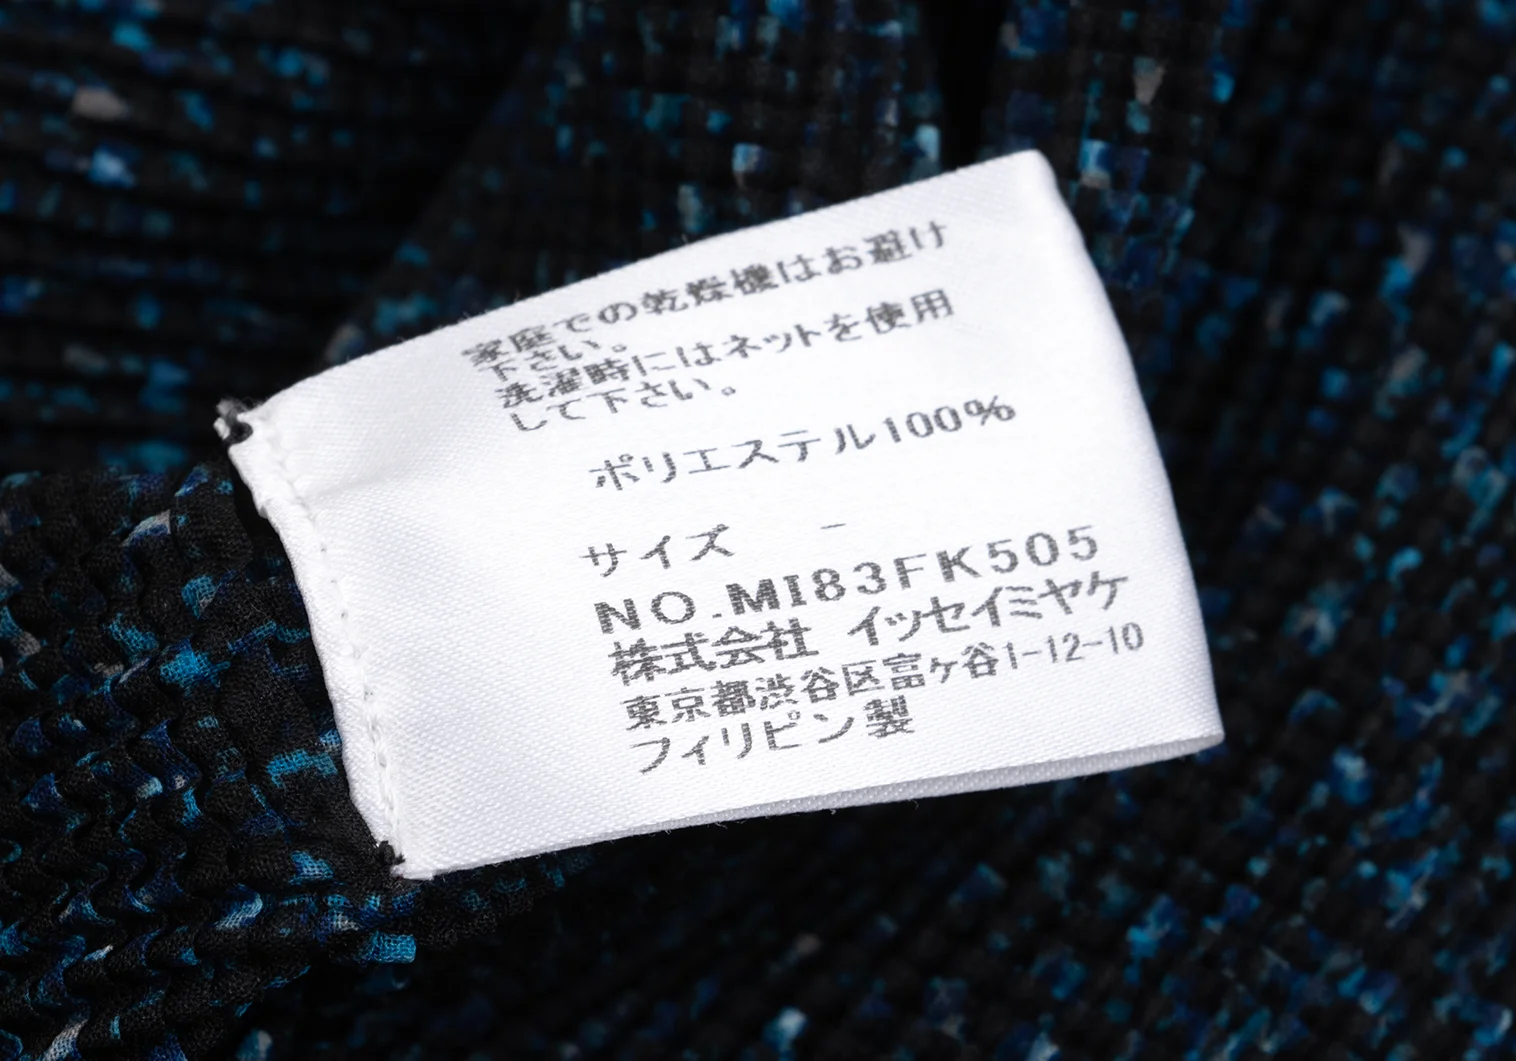 家庭での乾燥機はお避け
下さい。
洗濯時にはネットを使用
して下さい。
ポリエステル100%
サイズ -
NO.MI83FK505
株式会社 イッセイミヤケ
東京都渋谷区富ヶ谷1-12-10
フィリピン製